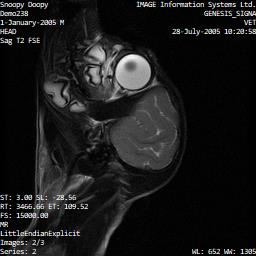 Snoopy Doopy
IMAGE Information Systems Ltd.
Demo238
GENESIS_SIGNA
1-January-2005 M
VET
HEAD
28-July-2005 10:20:58
Sag T2 FSE
ST: 3.00 SL: -28.56
RT: 3466.66 ET: 109.52
FS: 15000.00
MR
LittleEndianExplicit
Images: 2/3
Series: 2
WL: 652 WW: 1305